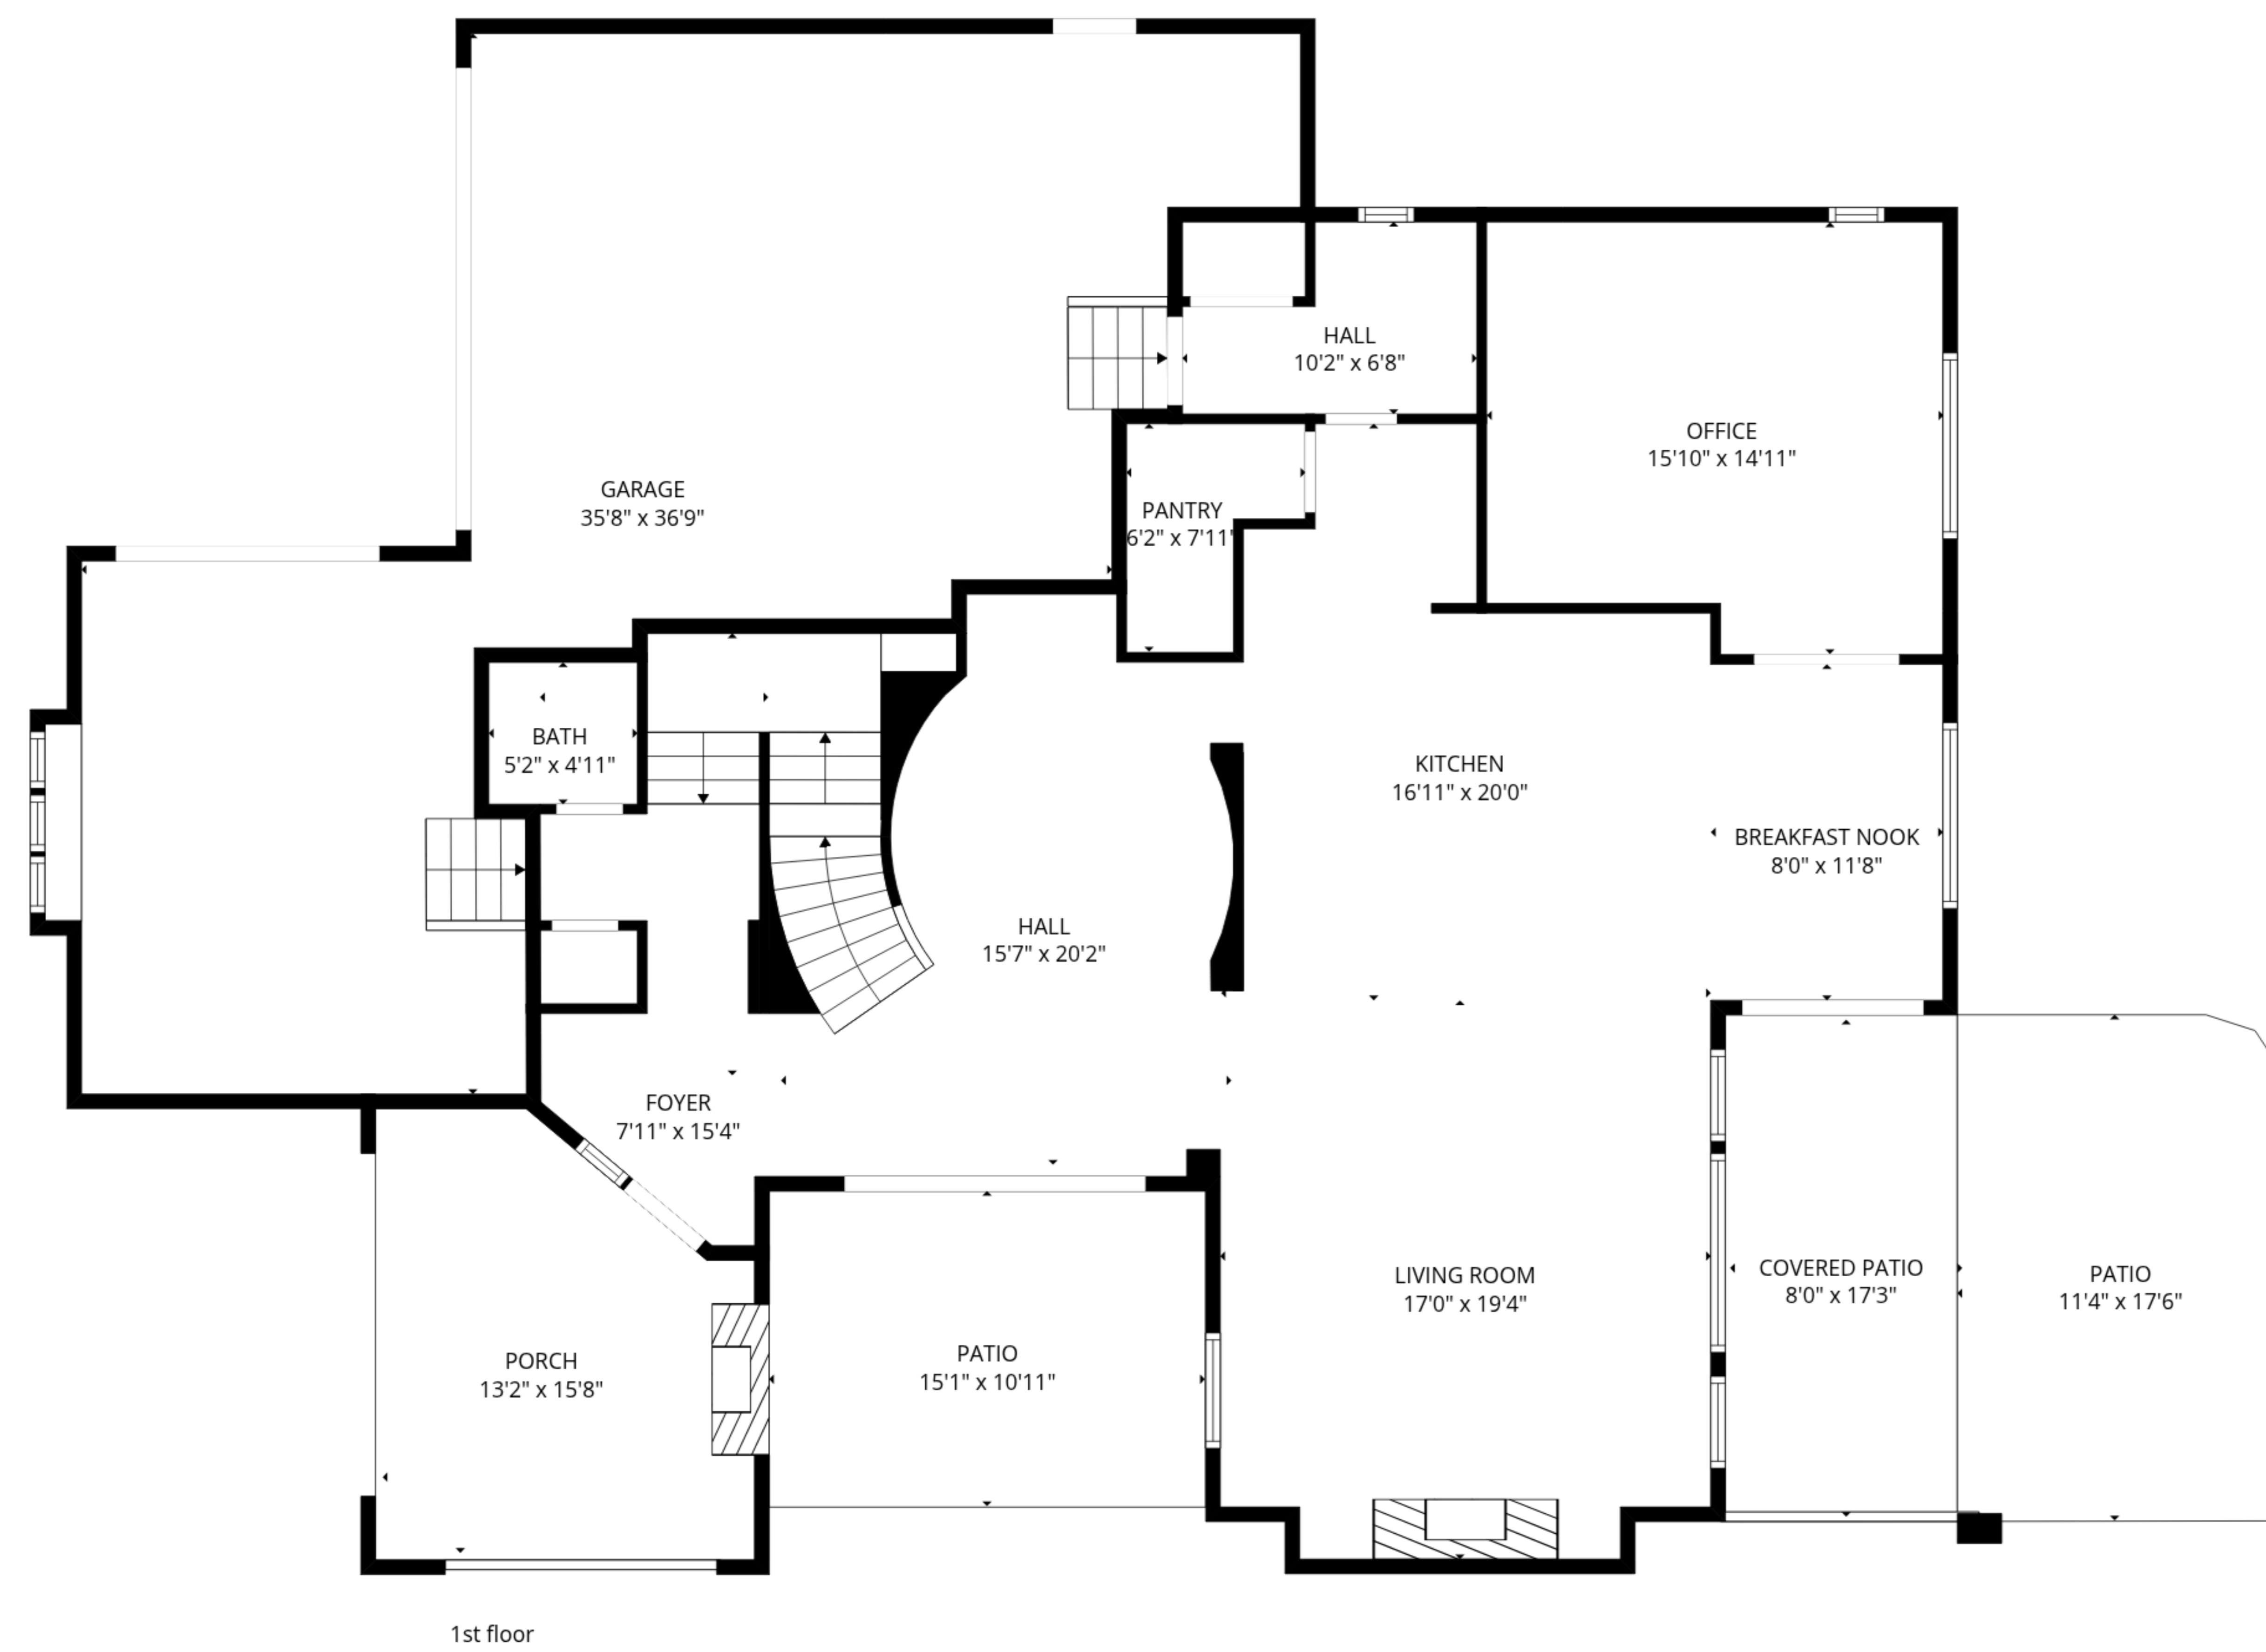 HALL
10'2" x 6'8"
OFFICE
15'10" x 14'11"
GARAGE
35'8" x 36'9"
PANTRY
6'2" x 7'11"
BATH
5'2" x 4'11"
KITCHEN
16'11" x 20'0"
BREAKFAST NOOK
8'0" x 11'8"
HALL
15'7" x 20'2"
FOYER
7'11" x 15'4"
LIVING ROOM
17'0" x 19'4"
COVERED PATIO
8'0" x 17'3"
PATIO
11'4" x 17'6"
PORCH
13'2" x 15'8"
PATIO
15'1" x 10'11"
1st floor